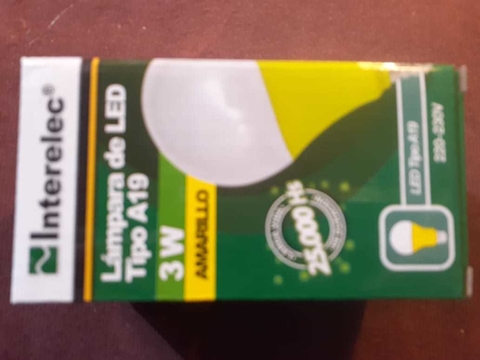 Interelec®
Lámpara de LED
Tipo A19
3 W
AMARILLO
25.000 Hs
LED Tipo A19
220-230V